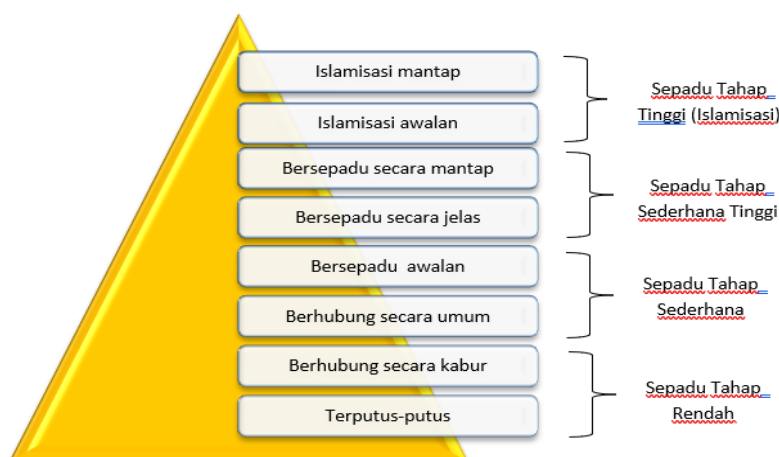 Islamisasi mantap
Islamisasi awalan
Sepadu Tahap
Tinggi (Islamisasi)
Bersepadu secara mantap
Bersepadu secara jelas
Sepadu Tahap
Sederhana Tinggi
Bersepadu awalan
Berhubung secara umum
Sepadu Tahap
Sederhana
Berhubung secara kabur
Terputus-putus
Sepadu Tahap
Rendah